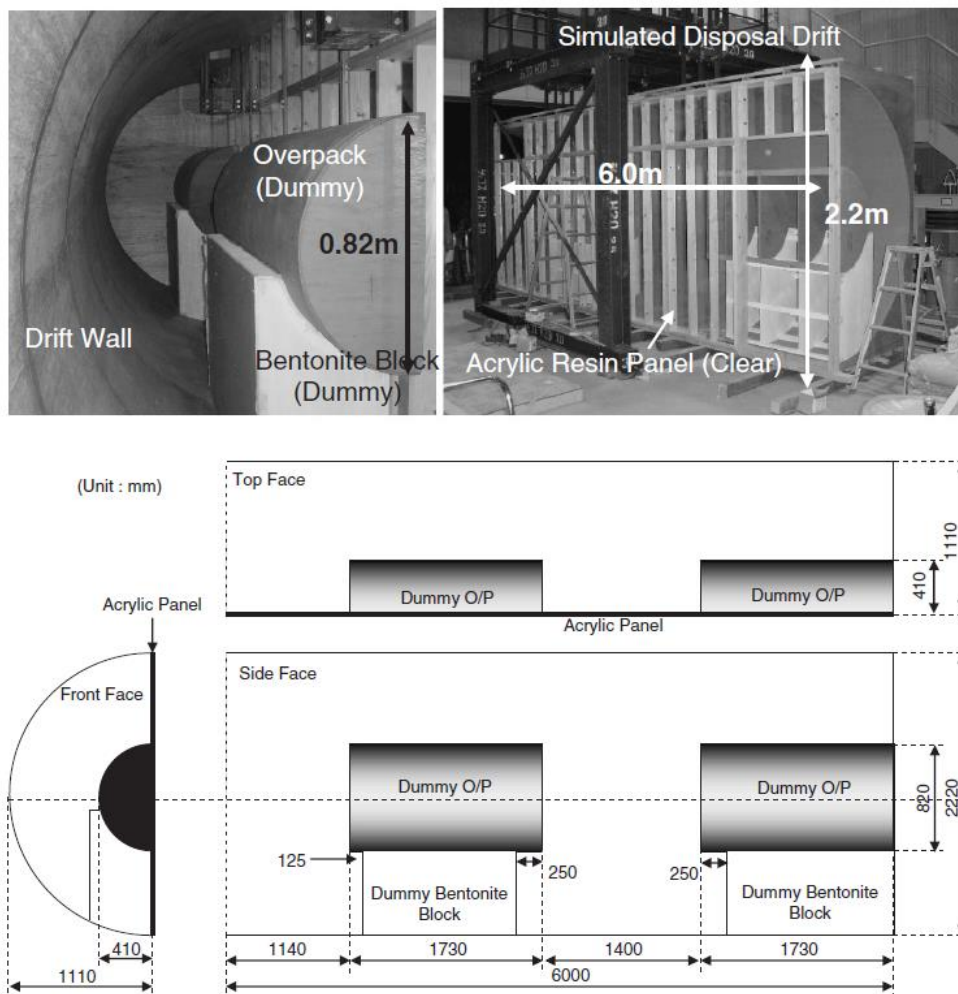 Overpack
(Dummy)
0.82m
Drift Wall
Bentonite Block
(Dummy)
Simulated Disposal Drift
6.0m
2.2m
Acrylic Resin Panel (Clear)
(Unit : mm)
Top Face
Dummy O/P
Dummy O/P
410
1110
Acrylic Panel
Acrylic Panel
Front Face
Side Face
Dummy O/P
Dummy O/P
820
2220
125
250
250
Dummy Bentonite
Block
Dummy Bentonite
Block
410
1110
1140
1730
1400
1730
6000